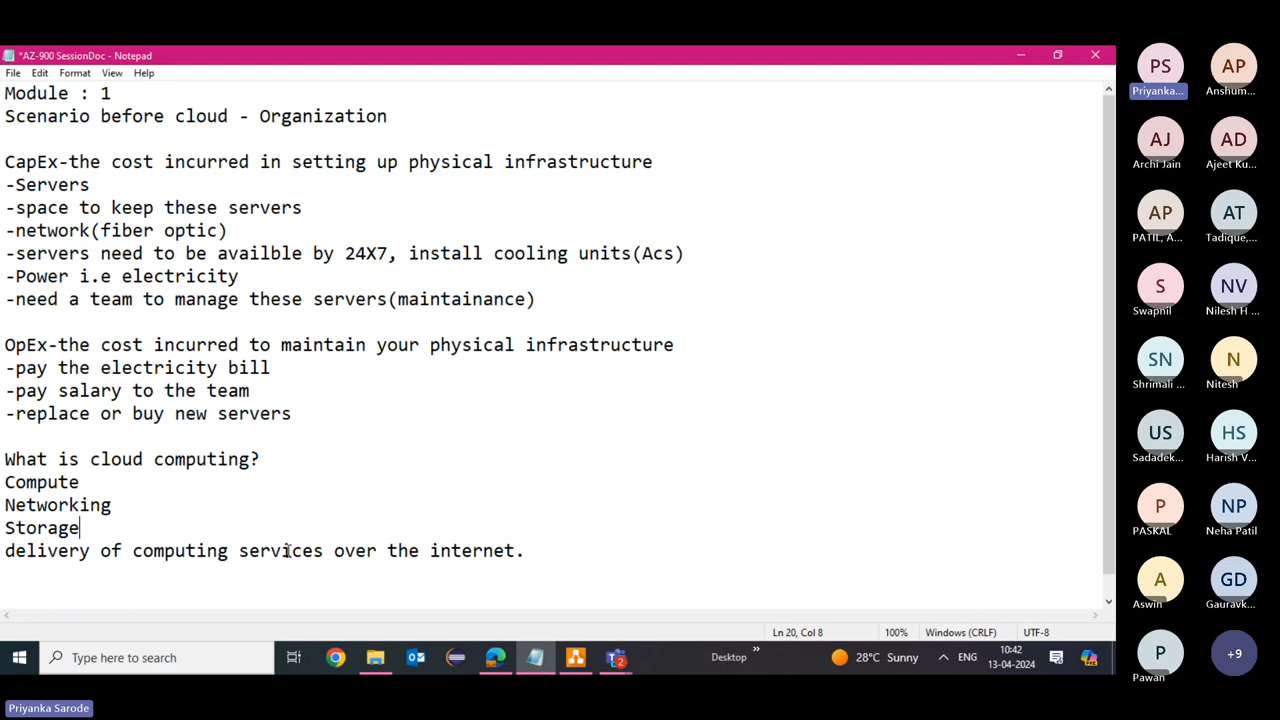 *AZ-900 SessionDoc - Notepad
File Edit Format View Help
Module : 1
Scenario before cloud - Organization
CapEx-the cost incurred in setting up physical infrastructure
-Servers
-space to keep these servers
-network(fiber optic)
-servers need to be availble by 24X7, install cooling units(Acs)
-Power i.e electricity
-need a team to manage these servers(maintainance)
OpEx-the cost incurred to maintain your physical infrastructure
-pay the electricity bill
-pay salary to the team
-replace or buy new servers
What is cloud computing?
Compute
Networking
Storage
delivery of computing services over the internet.
Ln 20, Col 8 100% Windows (CRLF) UTF-8
Type here to search
2
Desktop
28°C Sunny
ENG
10:42
13-04-2024
PS AP
Priyanka... Anshum...
AJ AD
Archi Jain Ajeet Ku...
AP AT
PATIL, A... Tadique,...
S NV
Swapnil Nilesh H ...
SN N
Shrimali ... Nitesh
US HS
Sadadek... Harish V...
P NP
PASKAL Neha Patil
A GD
Aswin Gauravk...
P +9
Pawan
Priyanka Sarode